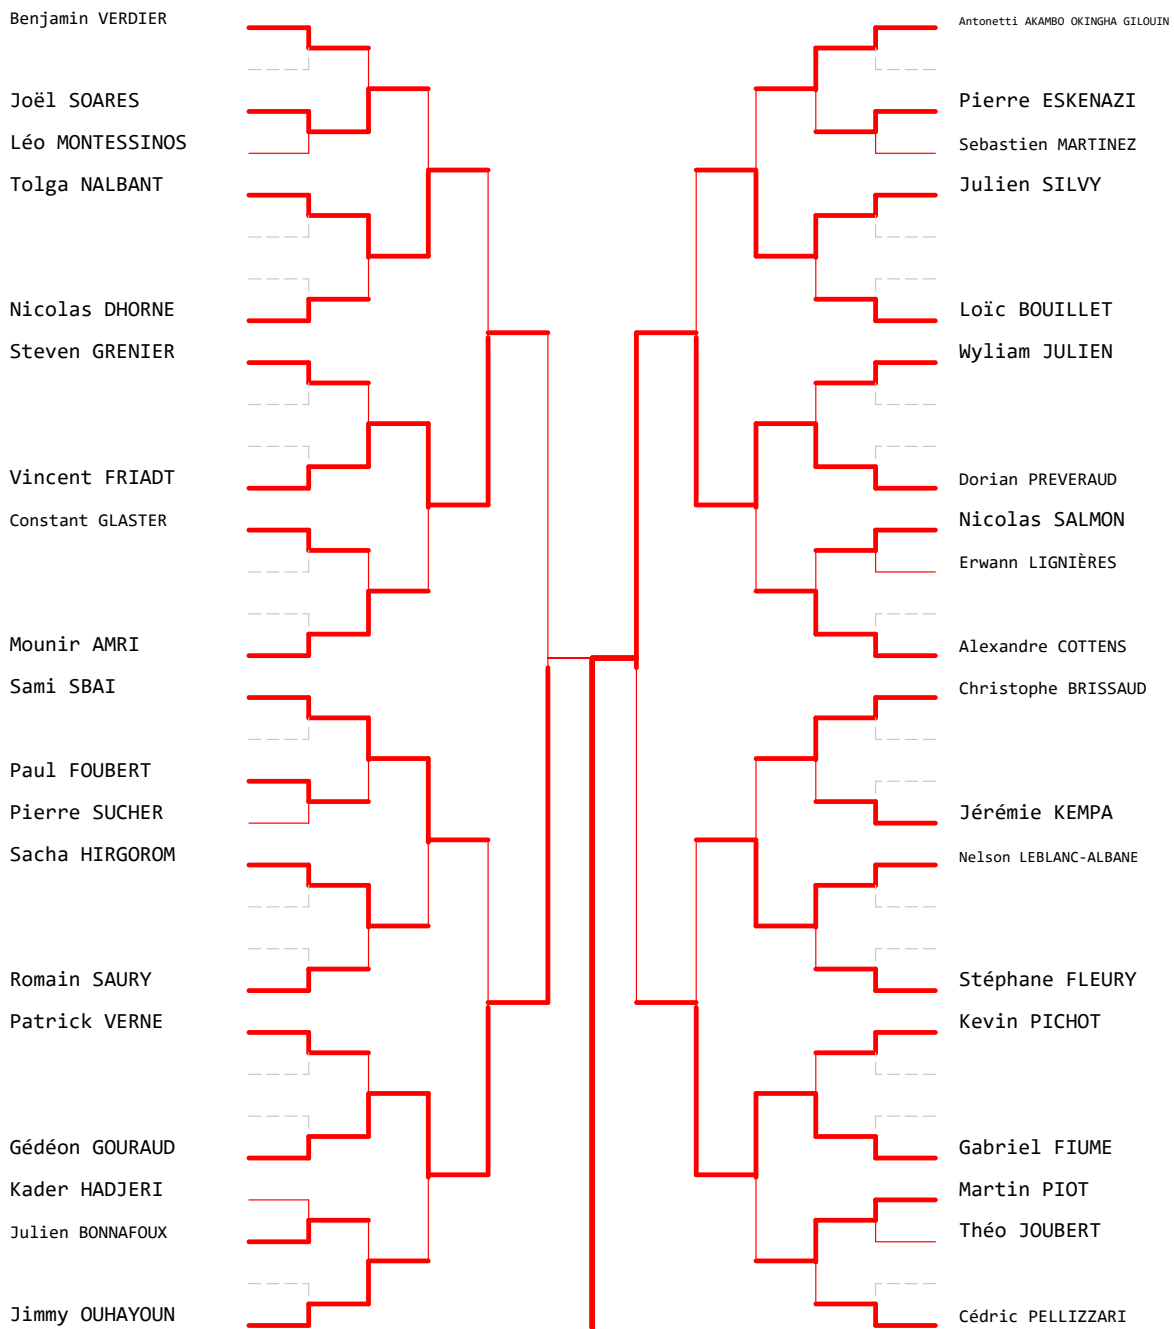 Benjamin VERDIER
Joël SOARES
Léo MONTESSINOS
Tolga NALBANT
Nicolas DHORNE
Steven GRENIER
Vincent FRIADT
Constant GLASTER
Mounir AMRI
Sami SBAI
Paul FOUBERT
Pierre SUCHER
Sacha HIRGOROM
Romain SAURY
Patrick VERNE
Gédéon GOURAUD
Kader HADJERI
Julien BONNAFOUX
Jimmy OUHAYOUN
Antonetti AKAMBO OKINGHA GILOUIN
Pierre ESKENAZI
Sebastien MARTINEZ
Julien SILVY
Loïc BOUILLET
Wyliam JULIEN
Dorian PREVERAUD
Nicolas SALMON
Erwann LIGNIÈRES
Alexandre COTTENS
Christophe BRISSAUD
Jérémie KEMPA
Nelson LEBLANC-ALBANE
Stéphane FLEURY
Kevin PICHOT
Gabriel FIUME
Martin PIOT
Théo JOUBERT
Cédric PELLIZZARI